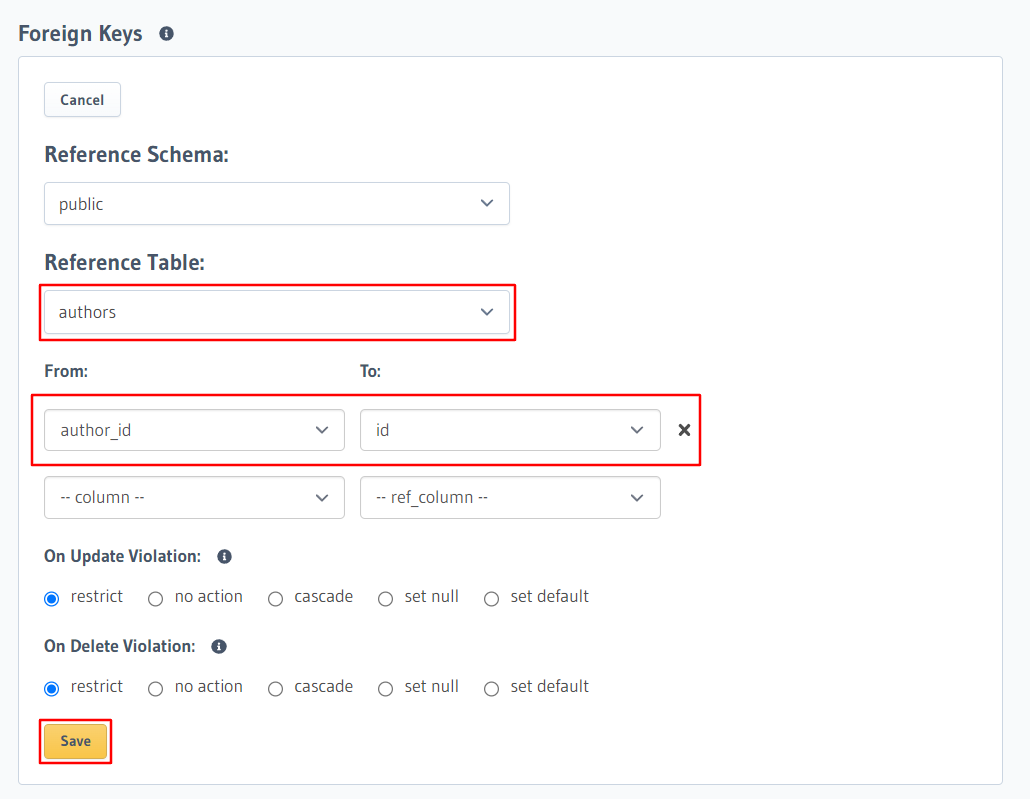 Foreign Keys
Cancel
Reference Schema:
public
Reference Table:
authors
From: To:
author_id id
-- column -- -- ref_column --
On Update Violation:
restrict no action cascade set null set default
On Delete Violation:
restrict no action cascade set null set default
Save